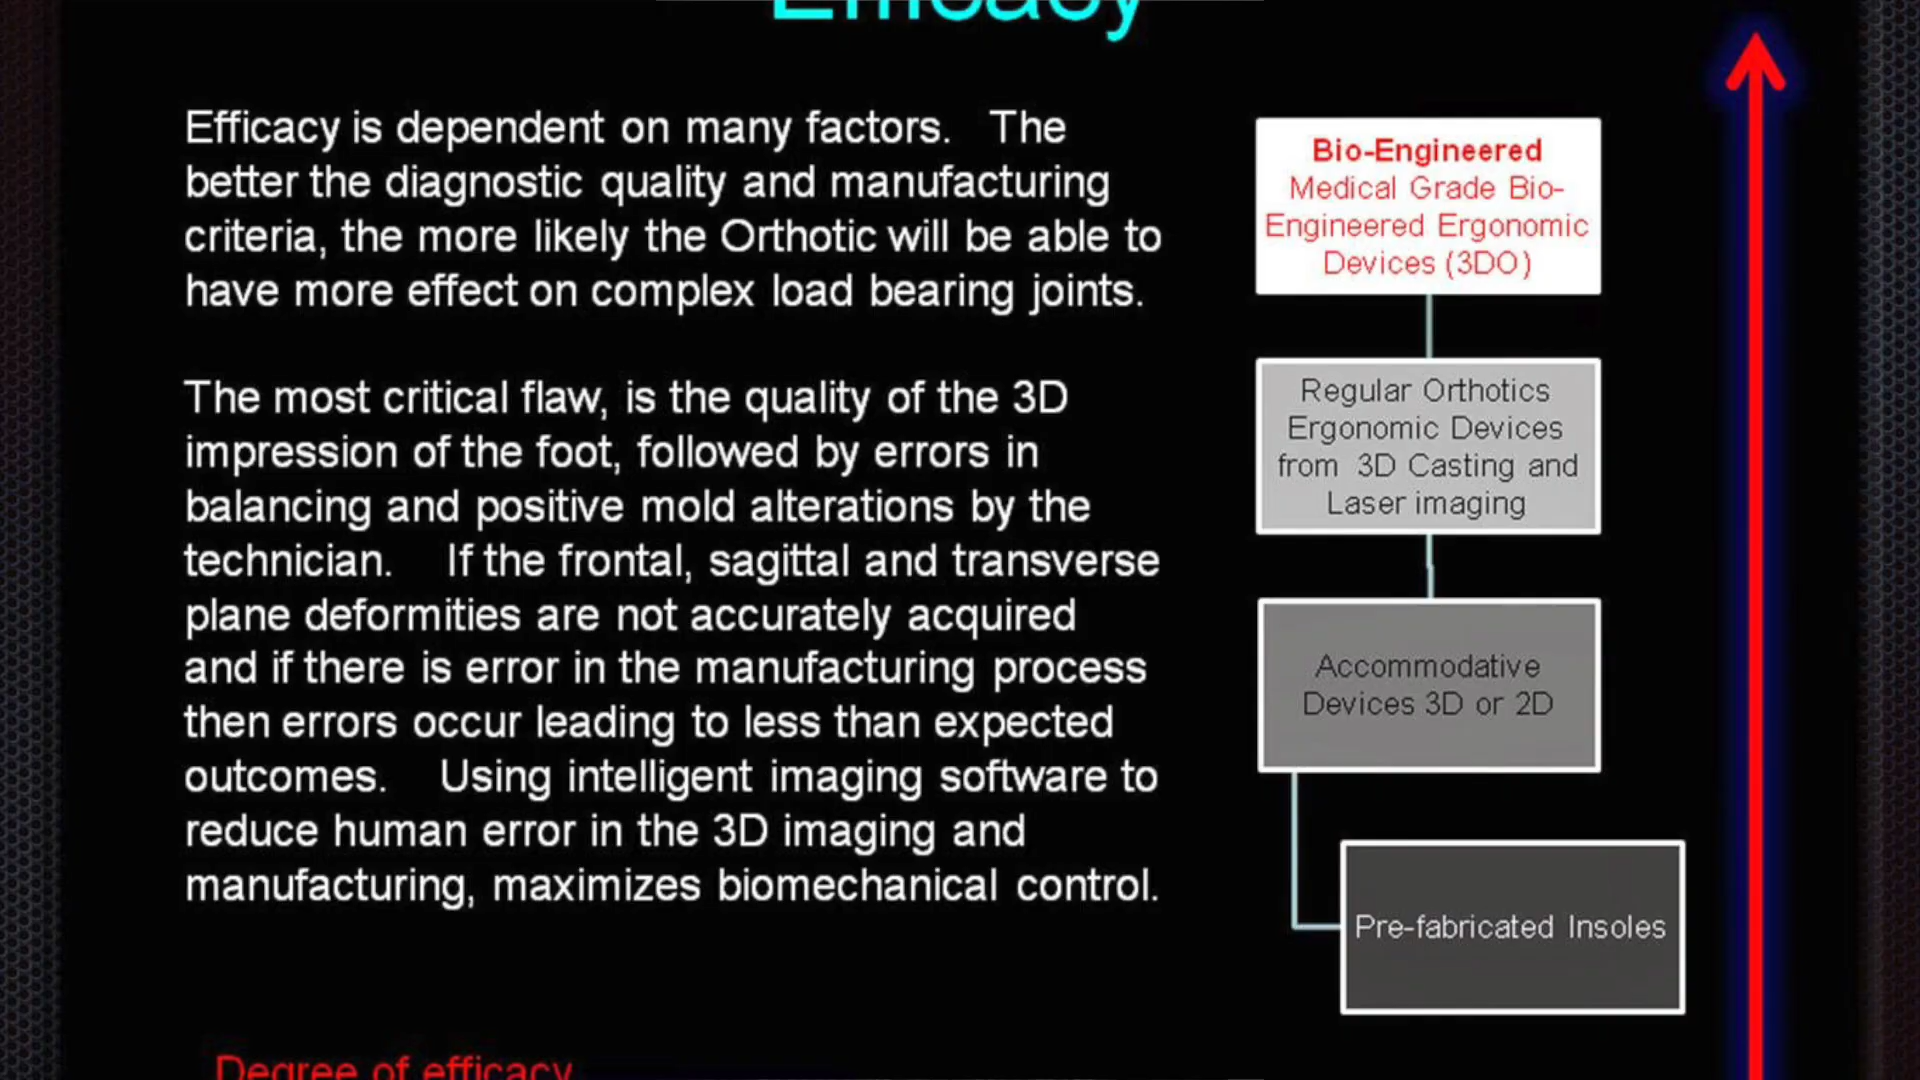 Efficacy
Efficacy is dependent on many factors. The
better the diagnostic quality and manufacturing
criteria, the more likely the Orthotic will be able to
have more effect on complex load bearing joints.
The most critical flaw, is the quality of the 3D
impression of the foot, followed by errors in
balancing and positive mold alterations by the
technician. If the frontal, sagittal and transverse
plane deformities are not accurately acquired
and if there is error in the manufacturing process
then errors occur leading to less than expected
outcomes. Using intelligent imaging software to
reduce human error in the 3D imaging and
manufacturing, maximizes biomechanical control.
Bio-Engineered
Medical Grade Bio-
Engineered Ergonomic
Devices (3DO)
Regular Orthotics
Ergonomic Devices
from 3D Casting and
Laser imaging
Accommodative
Devices 3D or 2D
Pre-fabricated Insoles
Degree of efficacy